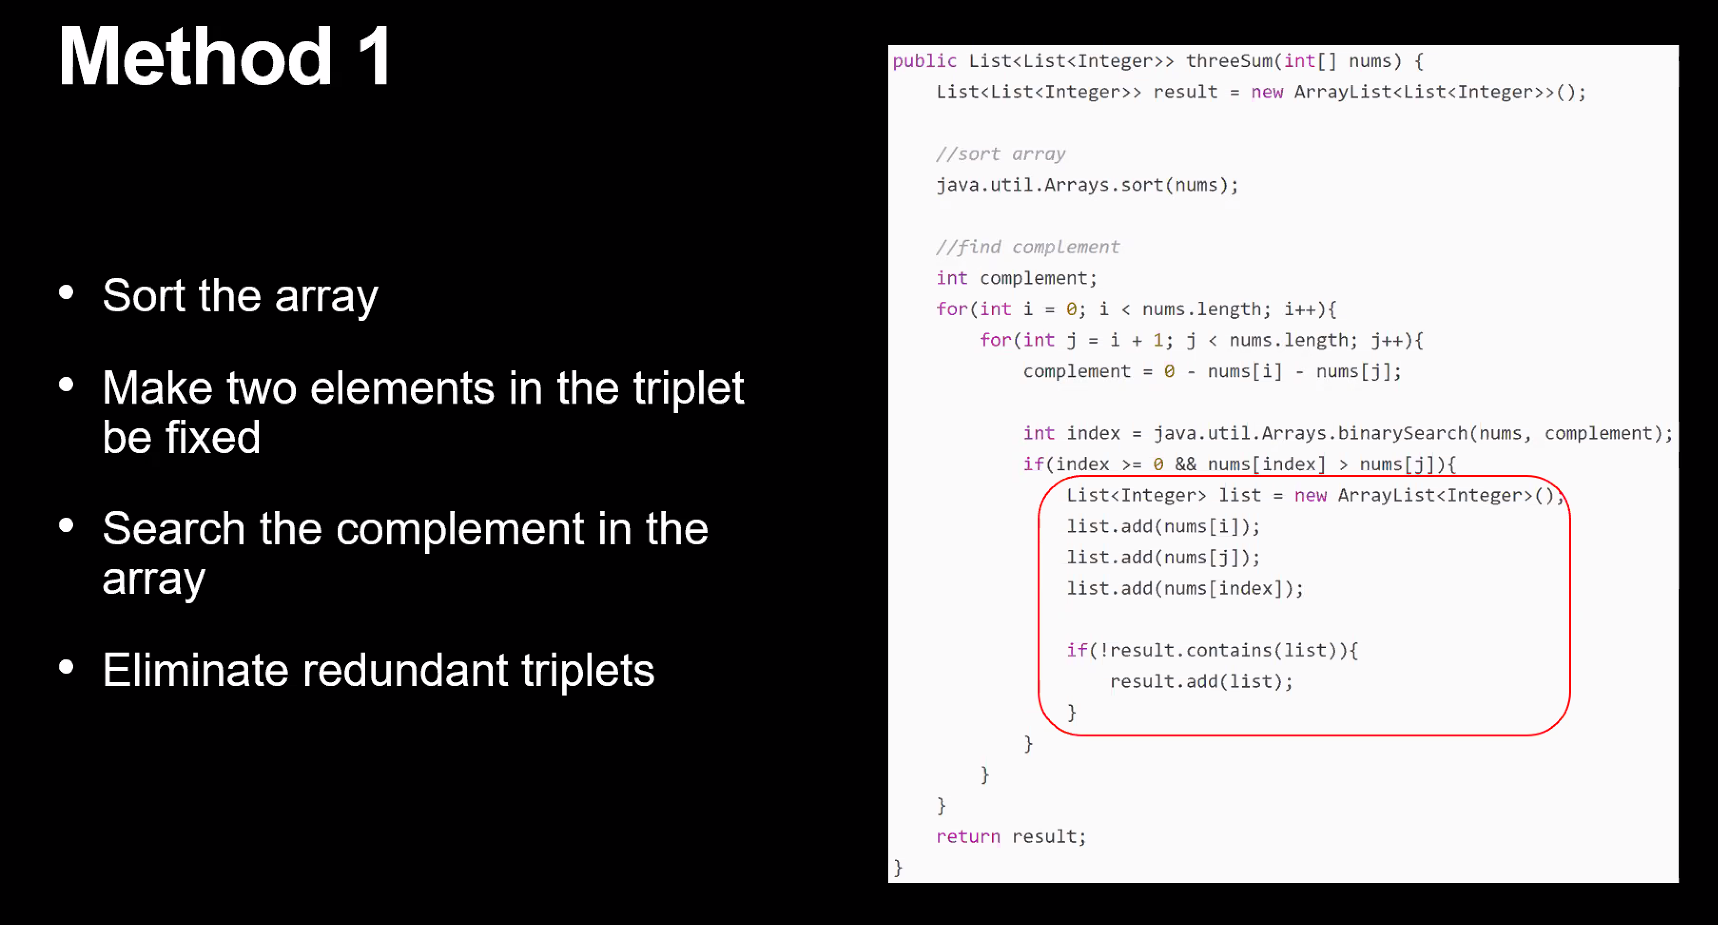 Method 1
• Sort the array
• Make two elements in the triplet
be fixed
• Search the complement in the
array
• Eliminate redundant triplets
public List<List<Integer>> threeSum(int[] nums) {
List<List<Integer>> result = new ArrayList<List<Integer>>();
//sort array
java.util.Arrays.sort(nums);
//find complement
int complement;
for(int i = 0; i < nums.length; i++){
for(int j = i + 1; j < nums.length; j++){
complement = 0 - nums[i] - nums[j];
int index = java.util.Arrays.binarySearch(nums, complement);
if(index >= 0 && nums[index] > nums[j]){
List<Integer> list = new ArrayList<Integer>();
list.add(nums[i]);
list.add(nums[j]);
list.add(nums[index]);
if(!result.contains(list)){
result.add(list);
}
}
}
}
return result;
}